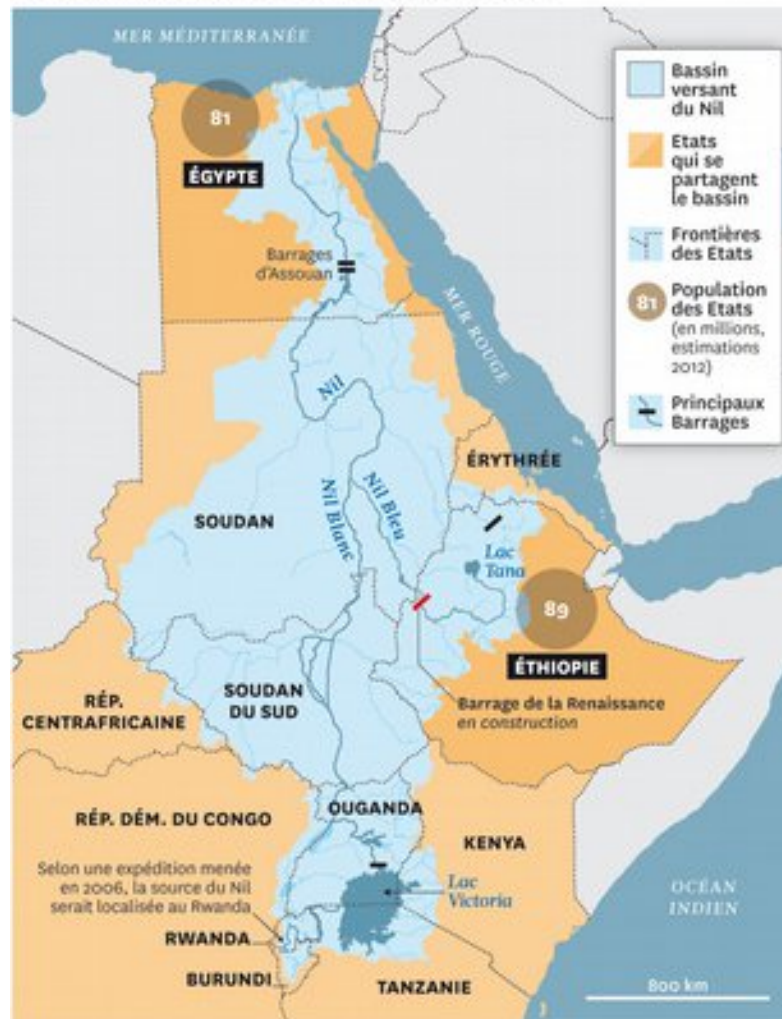 MER MÉDITERRANÉE
81
ÉGYPTE
Barrages
d'Assouan
MER ROUGE
Nil
ÉRYTHRÉE
SOUDAN
Nil Blanc
Nil Bleu
Lac
Tana
89
ÉTHIOPIE
Barrage de la Renaissance
en construction
RÉP.
CENTRAFRICAINE
SOUDAN
DU SUD
OUGANDA
RÉP. DÉM. DU CONGO
KENYA
Selon une expédition menée
en 2006, la source du Nil
serait localisée au Rwanda
Lac
Victoria
OCÉAN
INDIEN
RWANDA
BURUNDI
TANZANIE
800 km
Bassin
versant
du Nil
Etats
qui se
partagent
le bassin
Frontières
des Etats
81
Population
des Etats
(en millions,
estimations
2012)
Principaux
Barrages